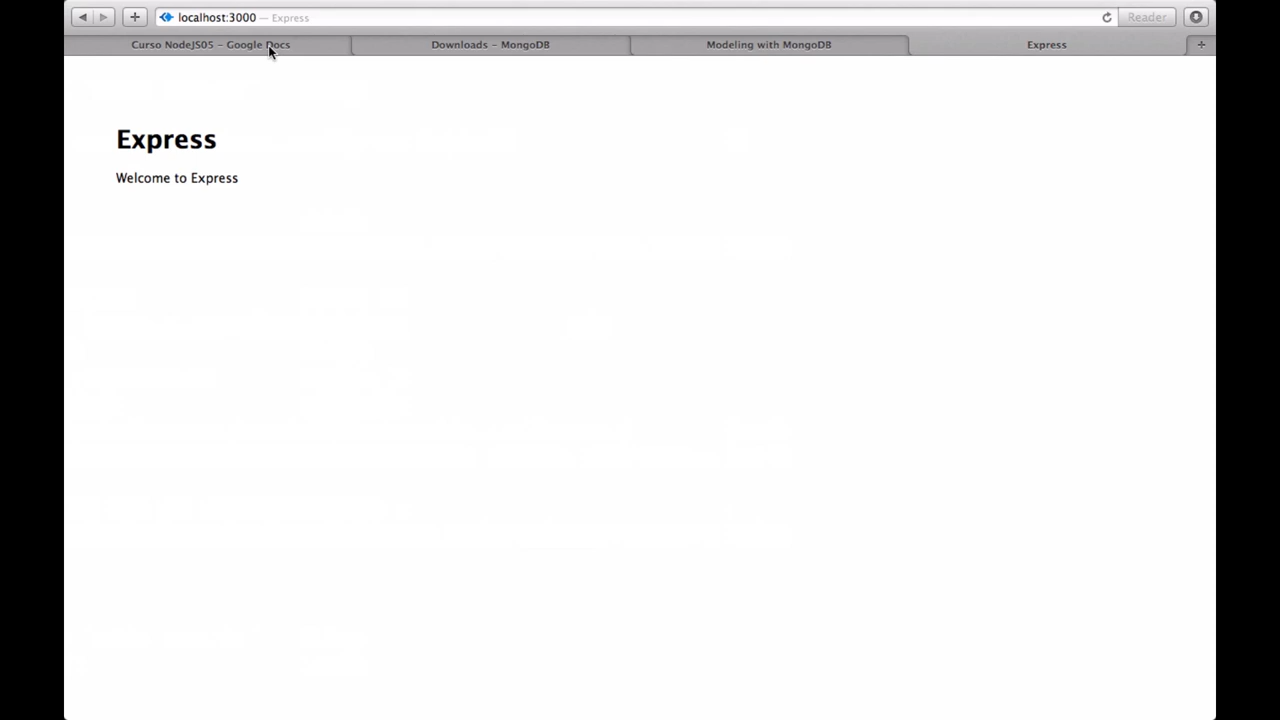 localhost:3000 — Express
Reader
Curso NodeJS05 – Google Docs
Downloads – MongoDB
Modeling with MongoDB
Express
Express
Welcome to Express